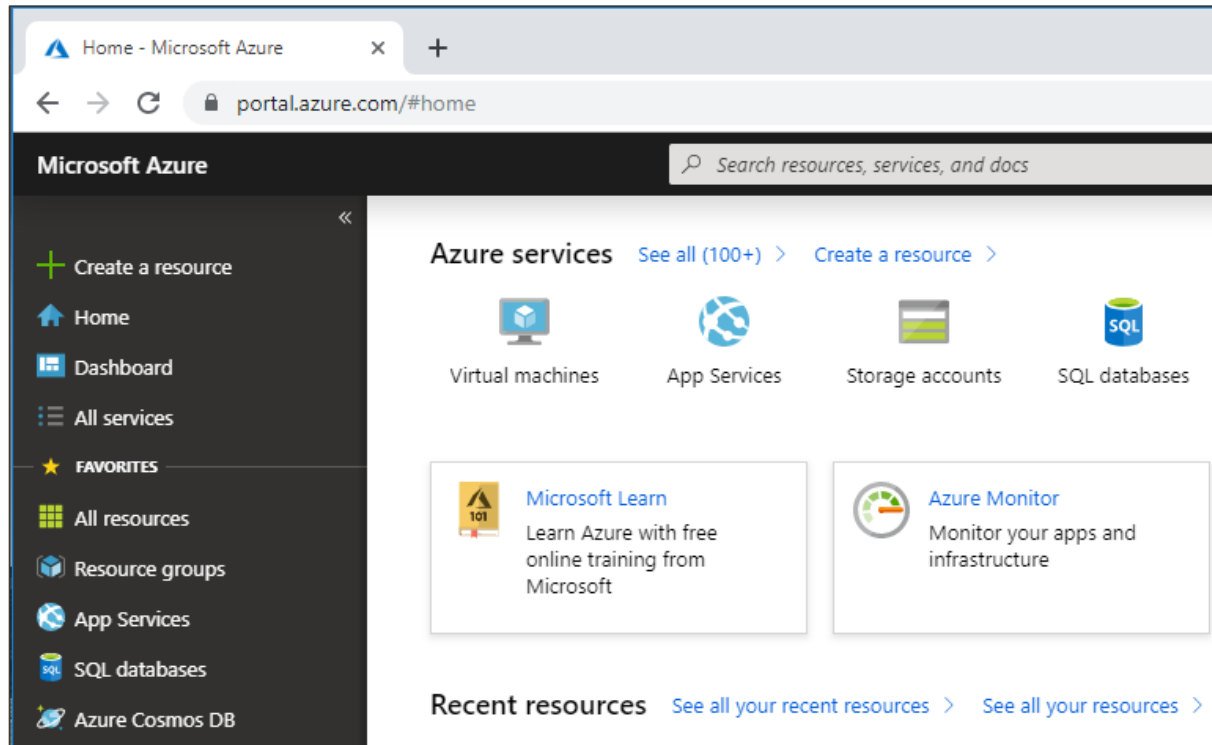 Home - Microsoft Azure
portal.azure.com/#home
Microsoft Azure
Search resources, services, and docs
Create a resource
Home
Dashboard
All services
FAVORITES
All resources
Resource groups
App Services
SQL databases
Azure Cosmos DB
Azure services See all (100+) Create a resource
SQL
Virtual machines App Services Storage accounts SQL databases
101
Microsoft Learn
Learn Azure with free
online training from
Microsoft
Azure Monitor
Monitor your apps and
infrastructure
Recent resources See all your recent resources See all your resources